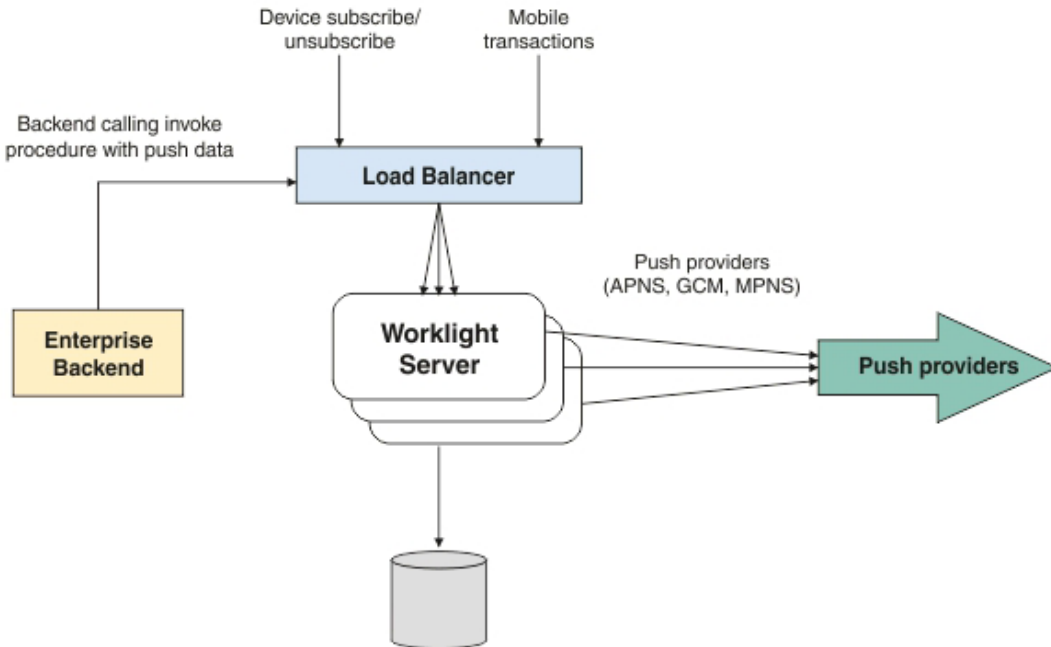 Device subscribe/
unsubscribe
Mobile
transactions
Backend calling invoke
procedure with push data
Load Balancer
Push providers
(APNS, GCM, MPNS)
Enterprise
Backend
Worklight
Server
Push providers